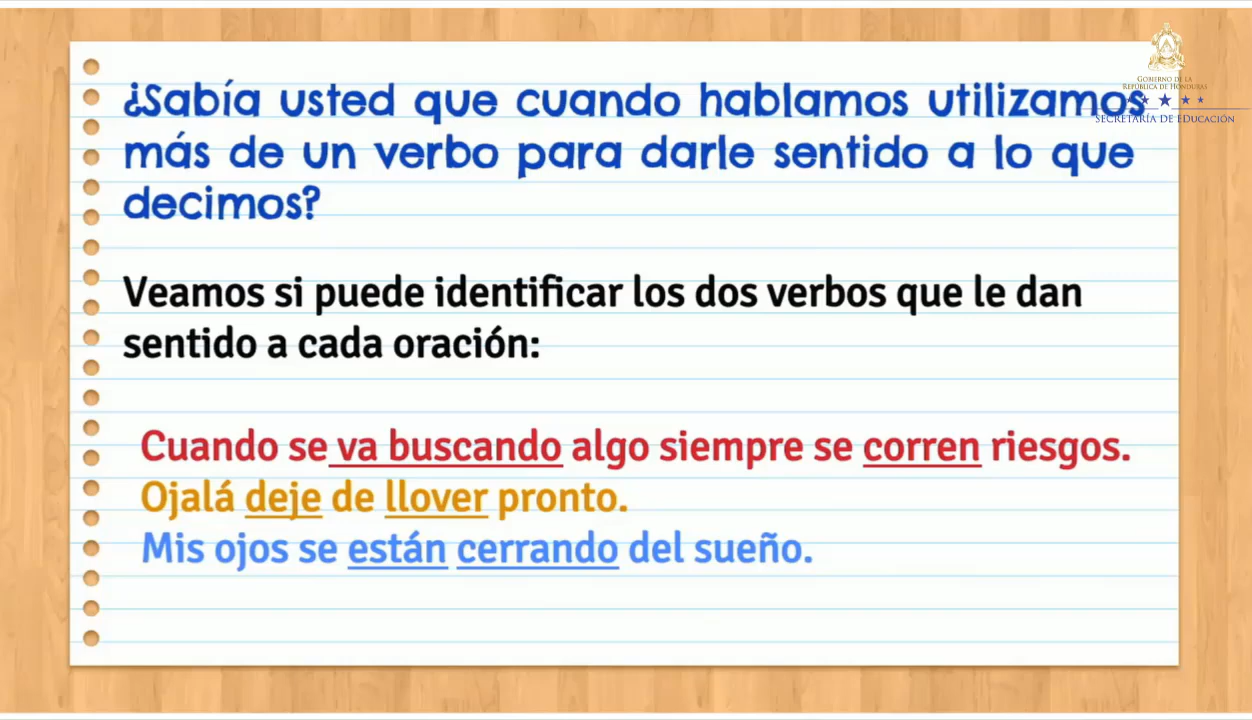 GOBIERNO DE LA
REPÚBLICA DE HONDURAS
SECRETARÍA DE EDUCACIÓN
¿Sabía usted que cuando hablamos utilizamos
más de un verbo para darle sentido a lo que
decimos?
Veamos si puede identificar los dos verbos que le dan
sentido a cada oración:
Cuando se va buscando algo siempre se corren riesgos.
Ojalá deje de llover pronto.
Mis ojos se están cerrando del sueño.